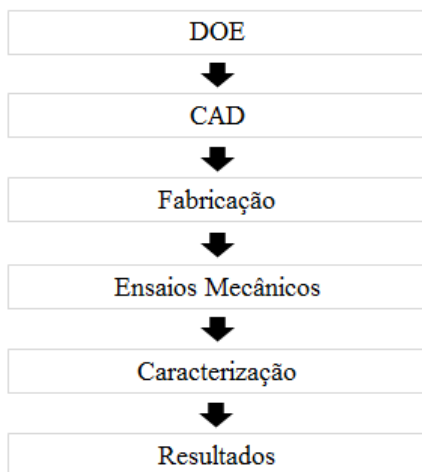 DOE
CAD
Fabricação
Ensaios Mecânicos
Caracterização
Resultados